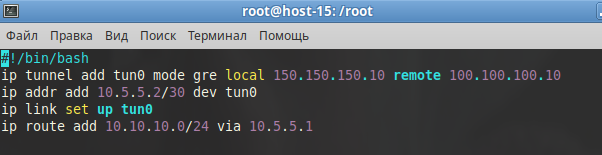 root@host-15: /root
Файл Правка Вид Поиск Терминал Помощь
#!/bin/bash
ip tunnel add tun0 mode gre local 150.150.150.10 remote 100.100.100.10
ip addr add 10.5.5.2/30 dev tun0
ip link set up tun0
ip route add 10.10.10.0/24 via 10.5.5.1